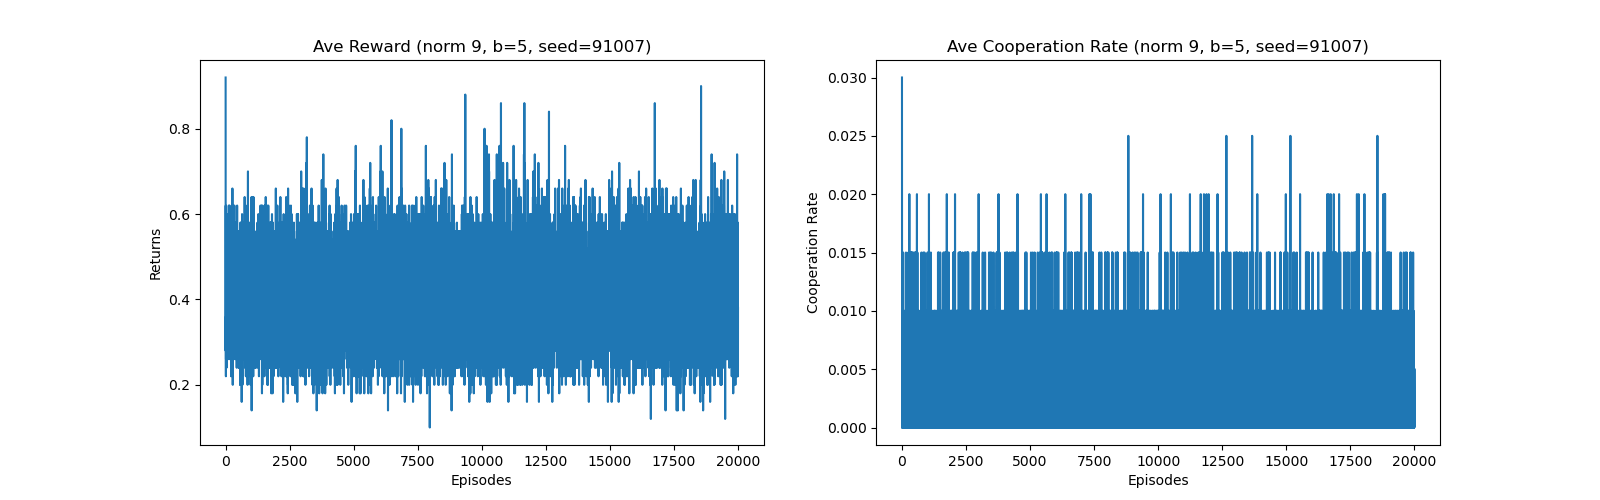 Ave Reward (norm 9, b=5, seed=91007)
Returns
0.8
0.6
0.4
0.2
0 2500 5000 7500 10000 12500 15000 17500 20000
Episodes
Ave Cooperation Rate (norm 9, b=5, seed=91007)
Cooperation Rate
0.030
0.025
0.020
0.015
0.010
0.005
0.000
0 2500 5000 7500 10000 12500 15000 17500 20000
Episodes